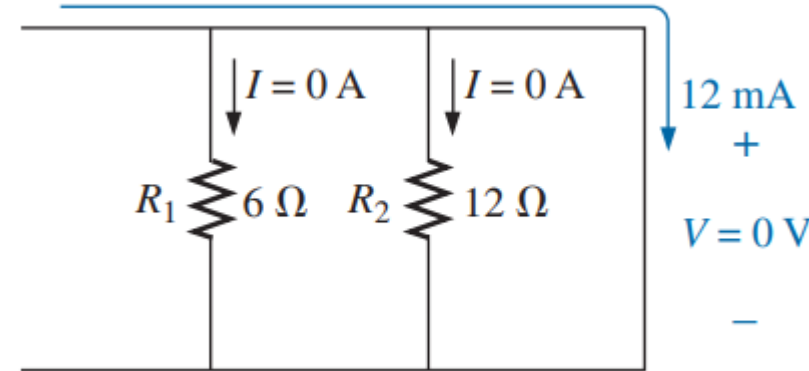 I = 0 A
I = 0 A
12 mA
+
R1
6 Ω
R2
12 Ω
V = 0 V
–